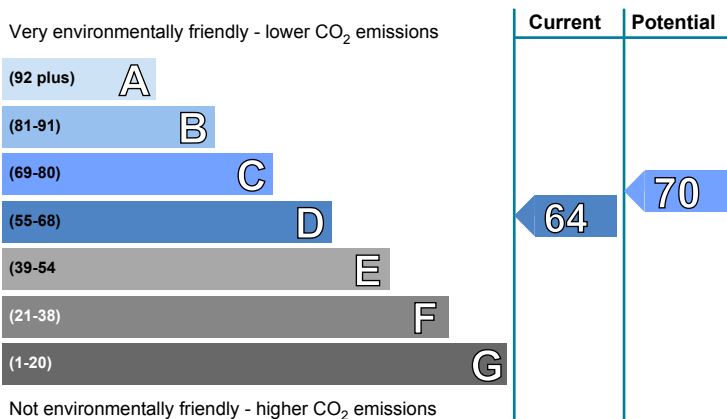 Very environmentally friendly - lower CO2 emissions
Current Potential
(92 plus) A
(81-91) B
(69-80) C
(55-68) D
(39-54 E
(21-38) F
(1-20) G
64
70
Not environmentally friendly - higher CO2 emissions